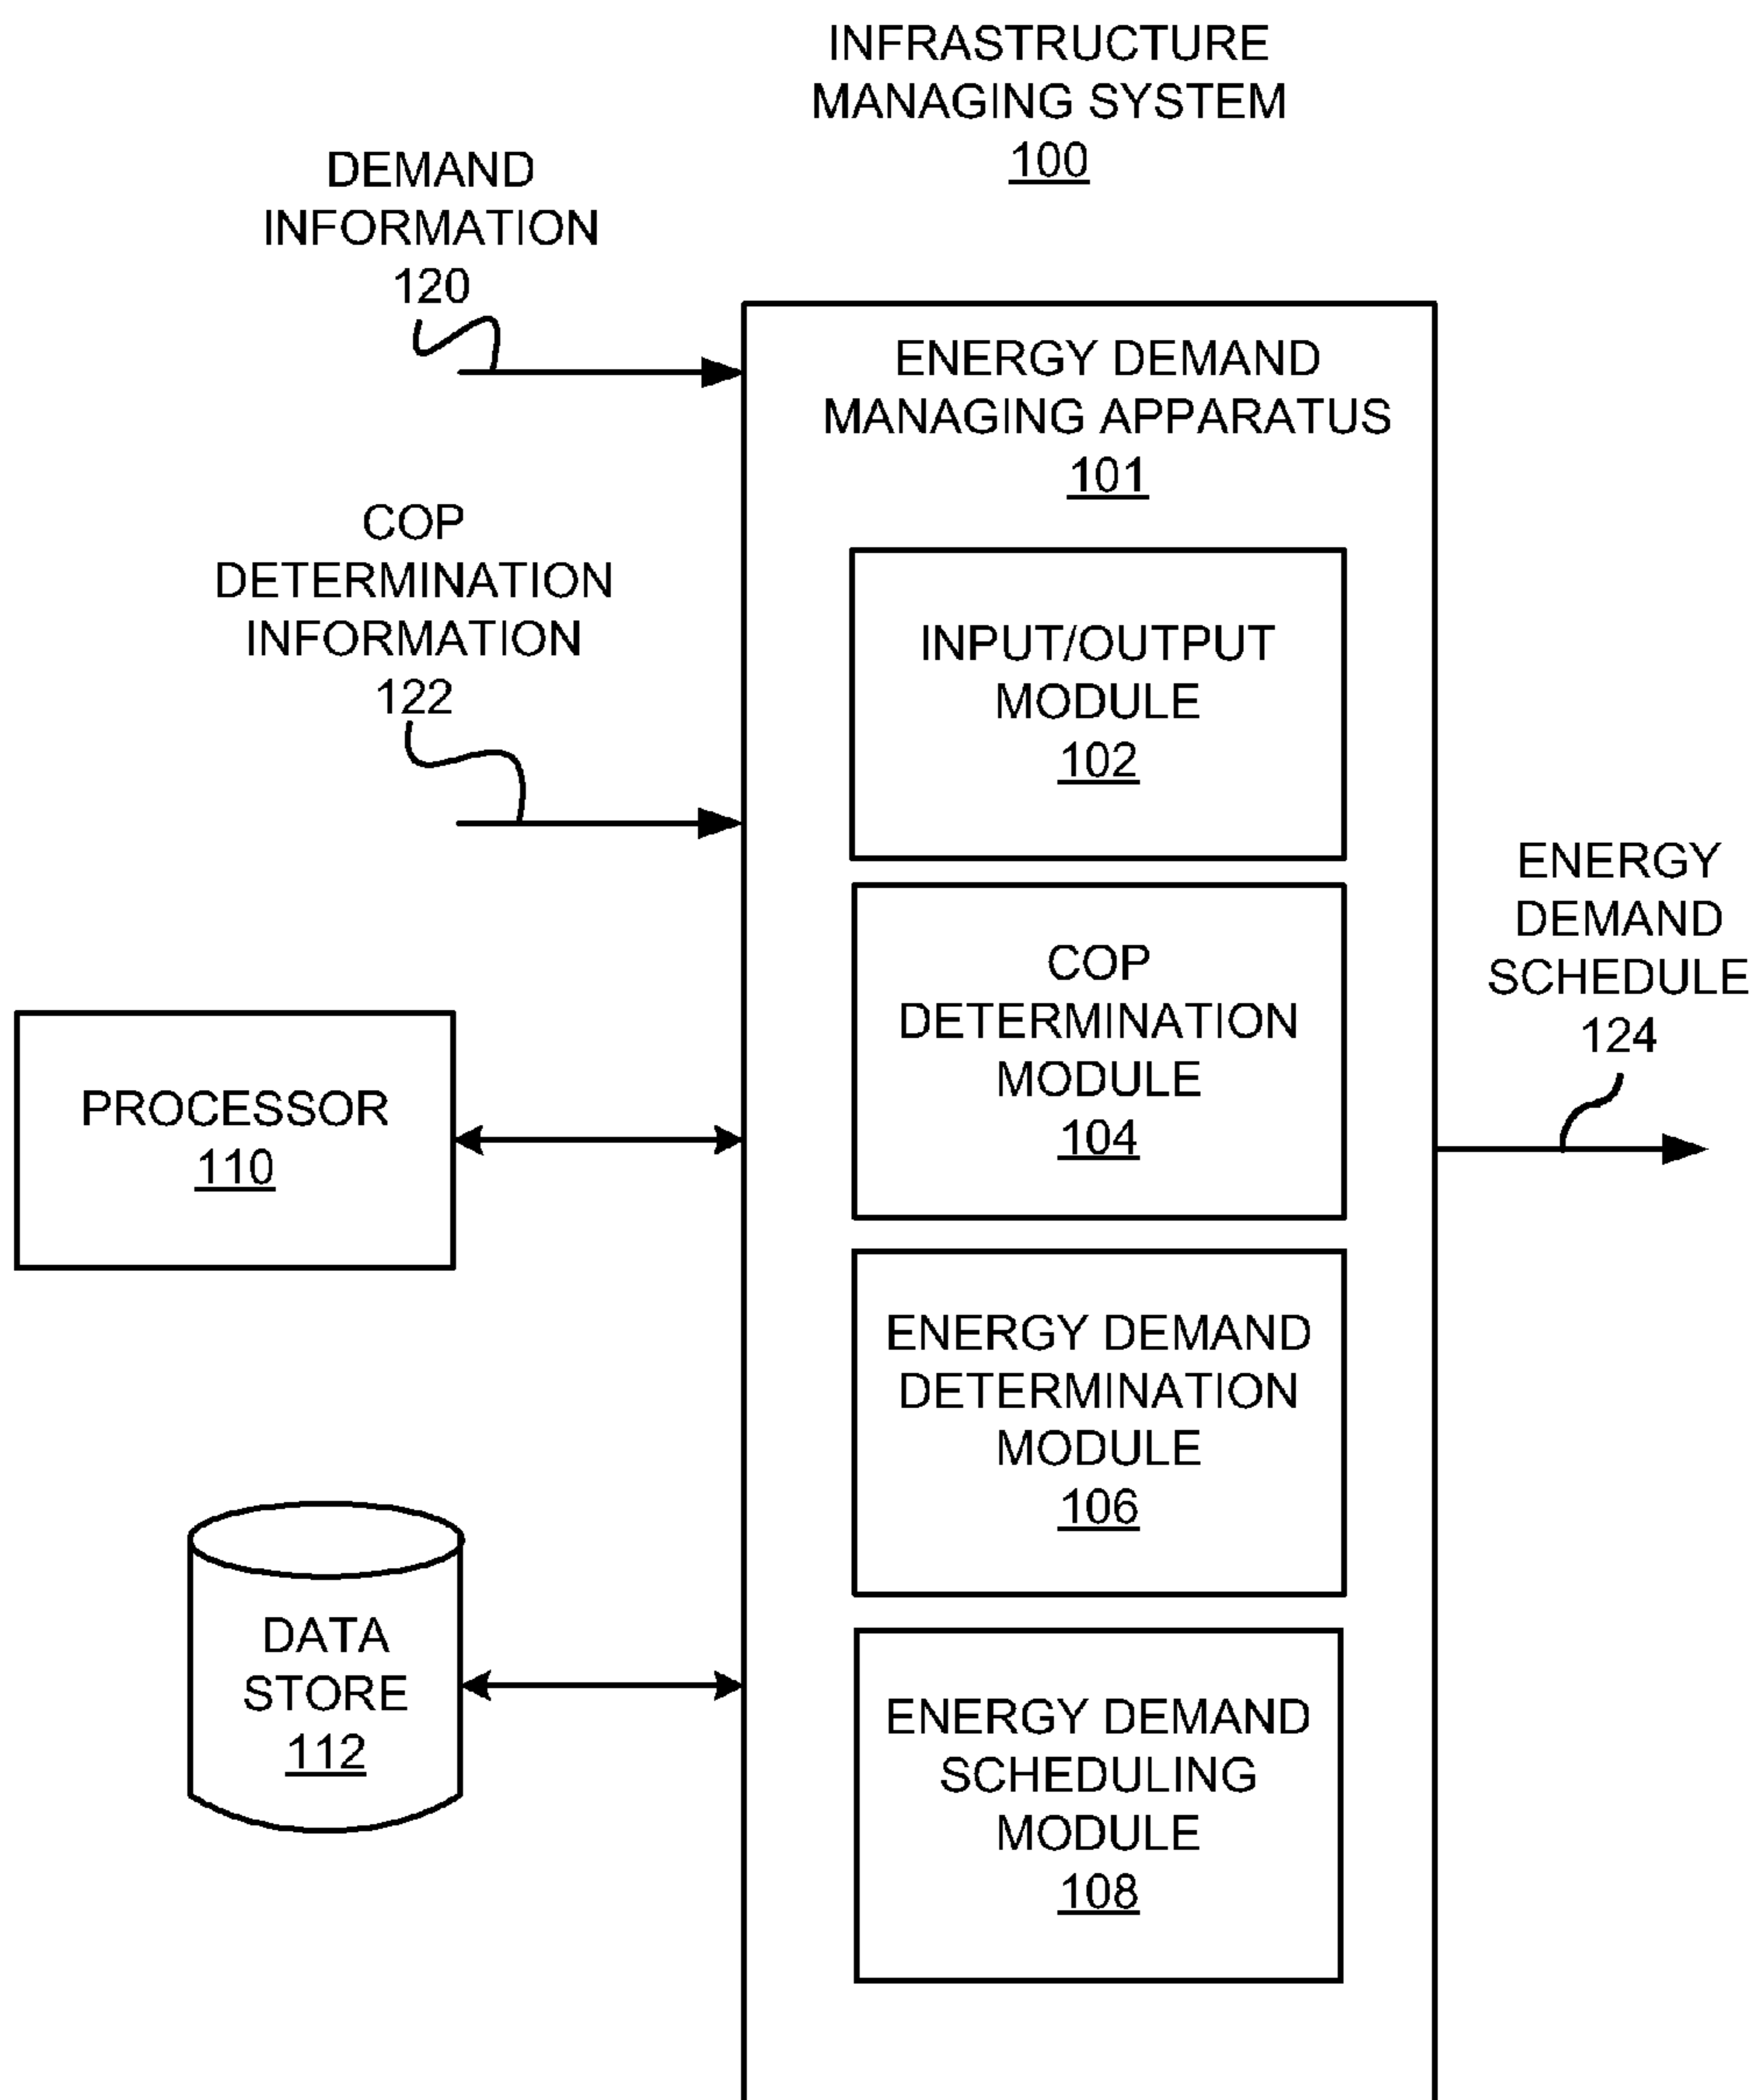 INFRASTRUCTURE
MANAGING SYSTEM
100
DEMAND
INFORMATION
120
ENERGY DEMAND
MANAGING APPARATUS
101
COP
DETERMINATION
INFORMATION
122
INPUT/OUTPUT
MODULE
102
COP
DETERMINATION
MODULE
104
ENERGY
DEMAND
SCHEDULE
124
PROCESSOR
110
ENERGY DEMAND
DETERMINATION
MODULE
106
DATA
STORE
112
ENERGY DEMAND
SCHEDULING
MODULE
108